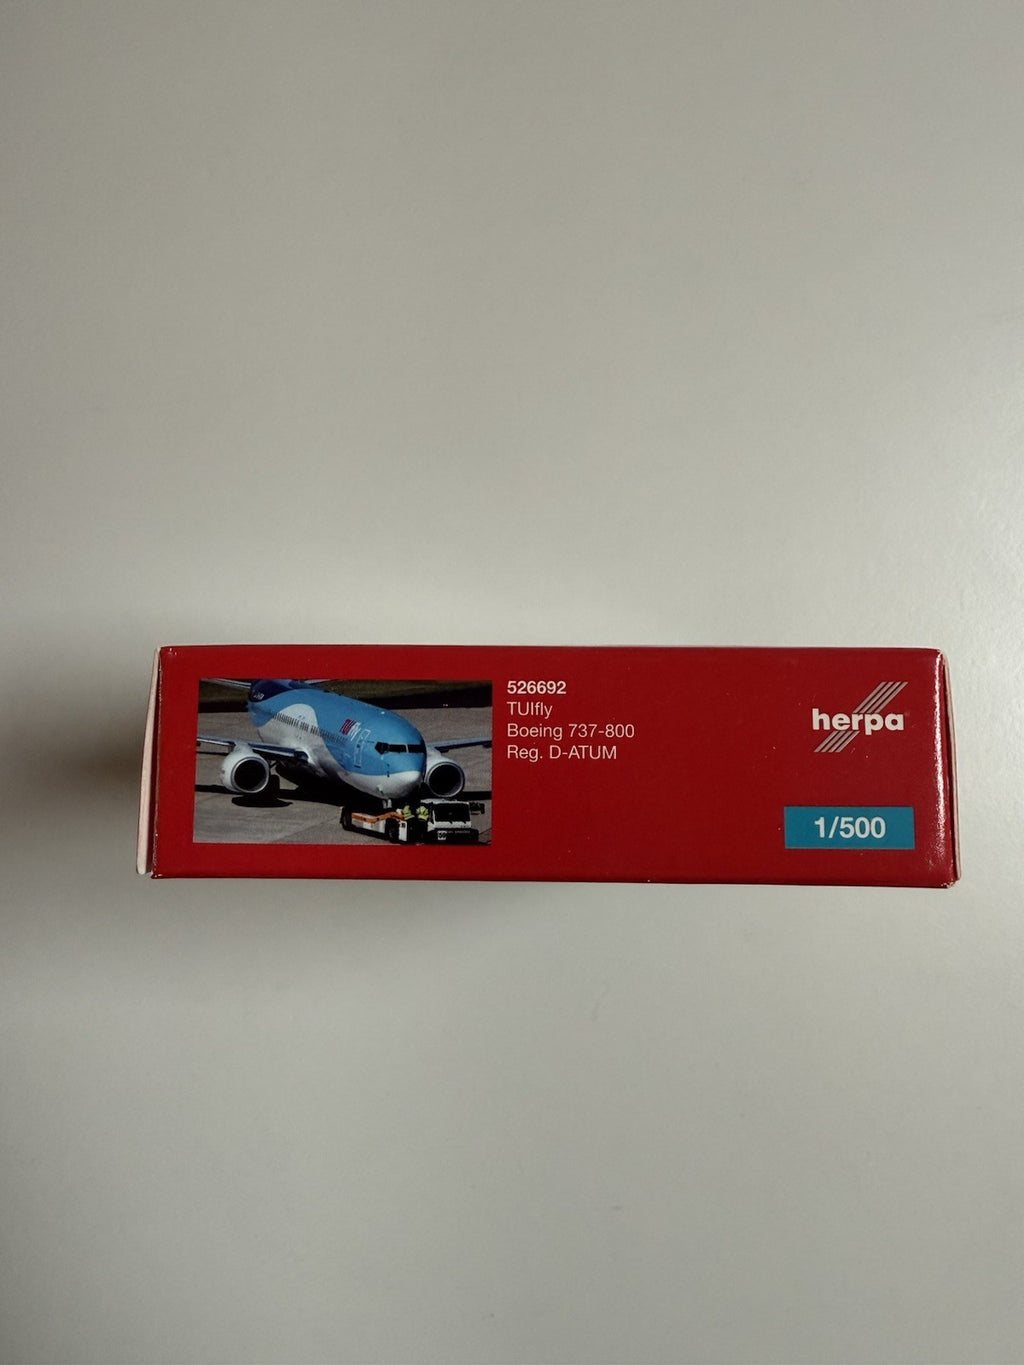 526692
TUIfly
Boeing 737-800
Reg. D-ATUM
herpa
1/500